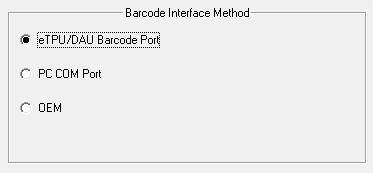 Barcode Interface Method
eTPU/DAU Barcode Port
PC COM Port
OEM